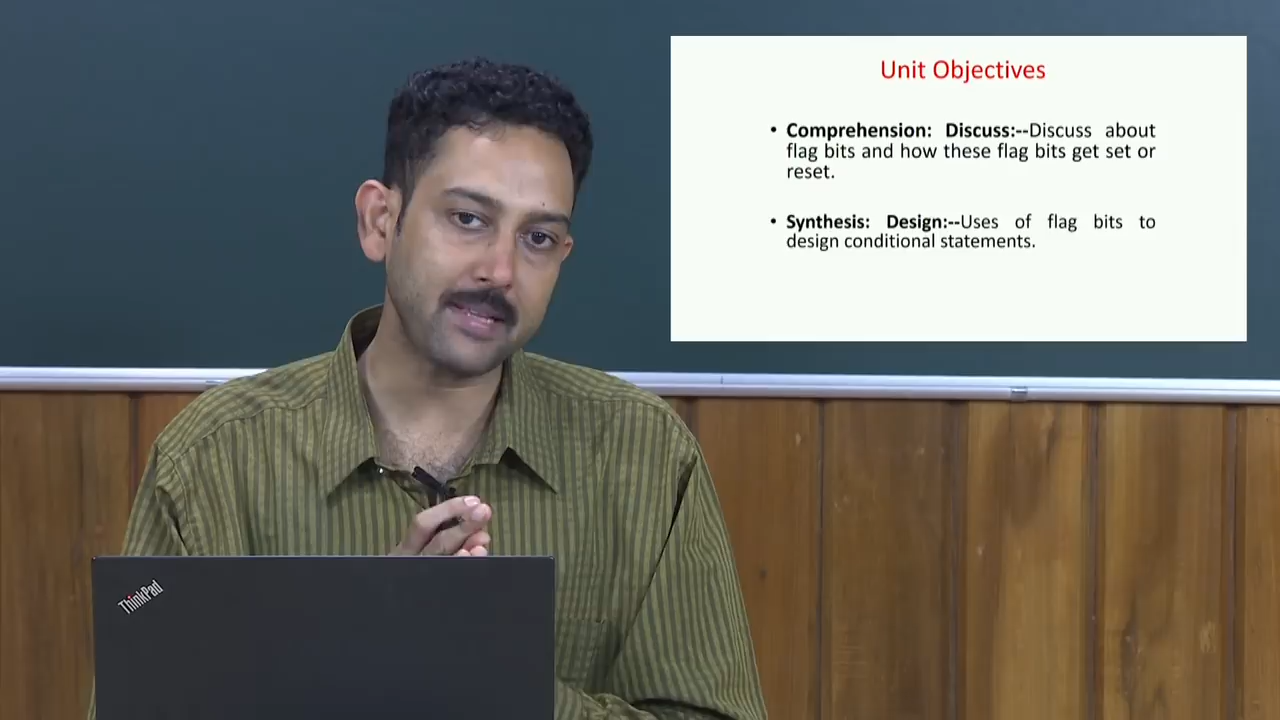 Unit Objectives
• Comprehension: Discuss:--Discuss about
flag bits and how these flag bits get set or
reset.
• Synthesis: Design:--Uses of flag bits to
design conditional statements.
ThinkPad